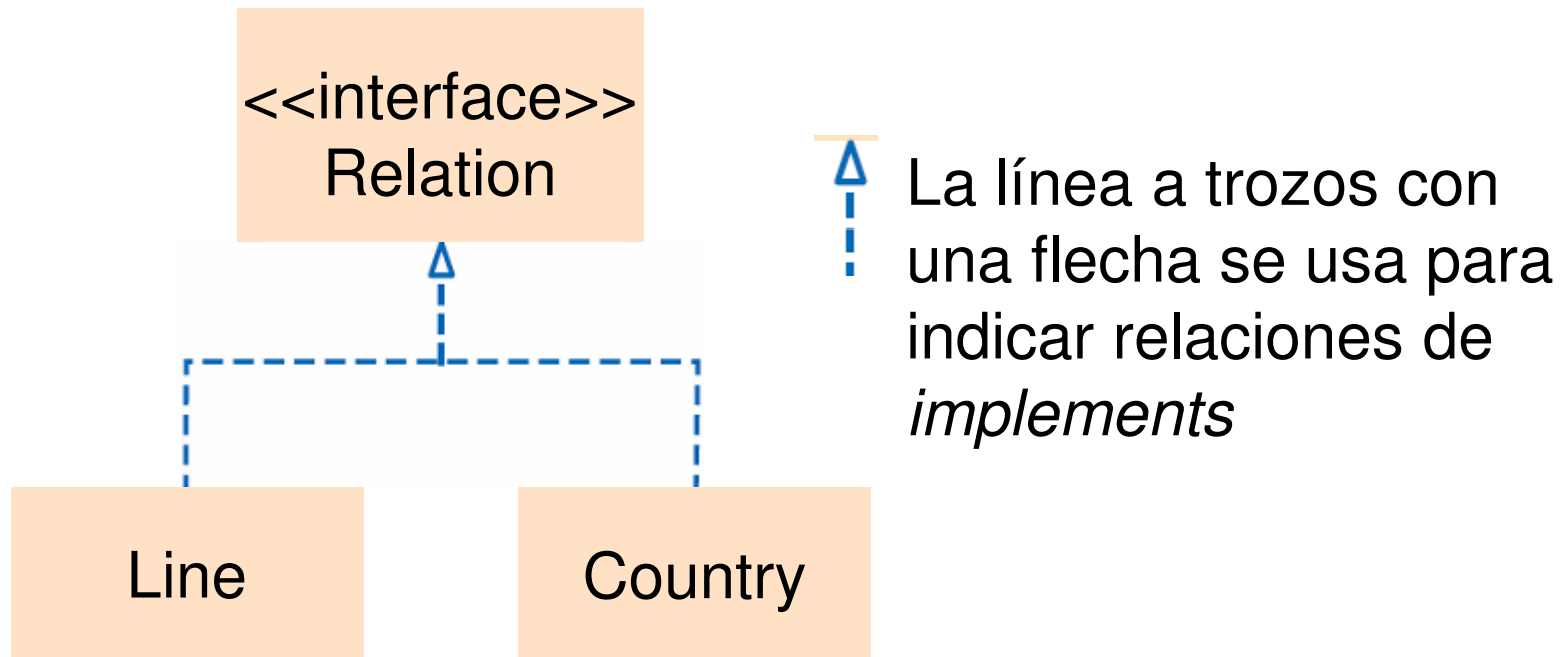 <<interface>>
Relation
La línea a trozos con
una flecha se usa para
indicar relaciones de
implements
Line
Country